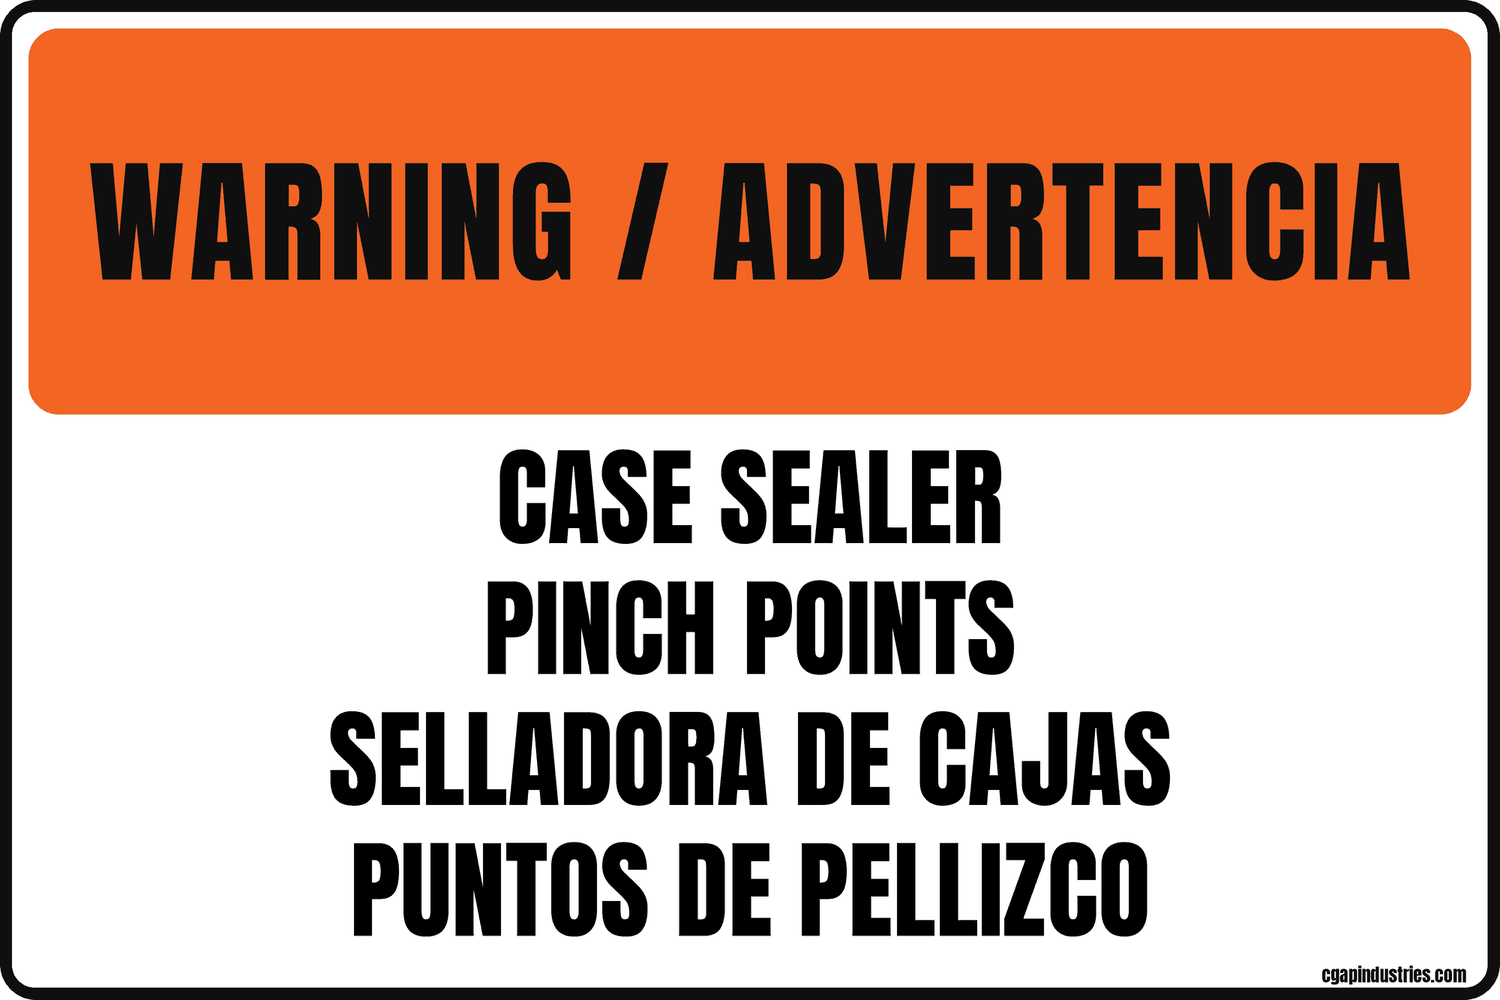 WARNING / ADVERTENCIA
CASE SEALER
PINCH POINTS
SELLADORA DE CAJAS
PUNTOS DE PELLIZCO
cgapindustries.com